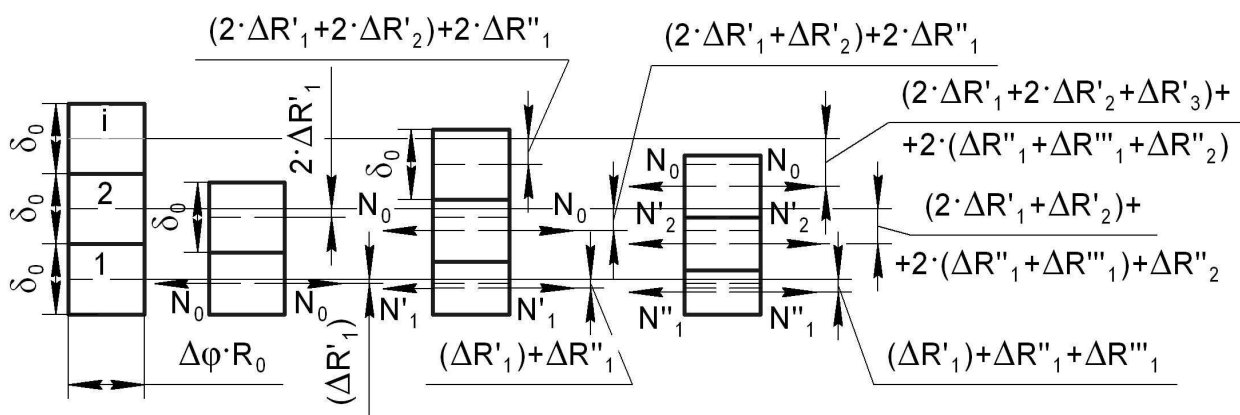 (2·ΔR'₁+2·ΔR'₂)+2·ΔR''₁
(2·ΔR'₁+ΔR'₂)+2·ΔR''₁
(2·ΔR'₁+2·ΔR'₂+ΔR'₃)+
+2·(ΔR''₁+ΔR'''₁+ΔR''₂)
(2·ΔR'₁+ΔR'₂)+
+2·(ΔR''₁+ΔR'''₁)+ΔR''₂
(ΔR'₁)+ΔR''₁+ΔR'''₁
(ΔR'₁)+ΔR''₁
2·ΔR'₁
(ΔR'₁)
δ₀
δ₀
δ₀
i
2
1
Δφ·R₀
δ₀
N₀
N₀
δ₀
N₀
N₀
N'₁
N'₁
N₀
N₀
N'₂
N'₂
N''₁
N''₁